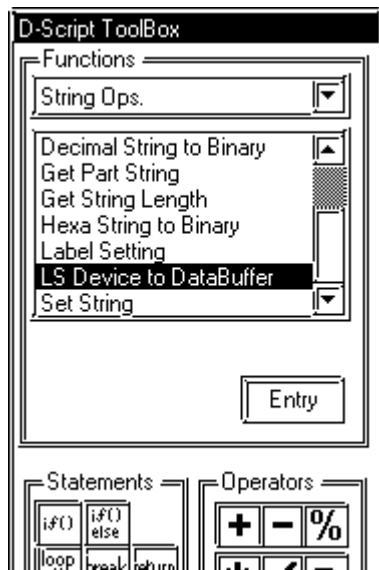 D-Script ToolBox
Functions
String Ops.
Decimal String to Binary
Get Part String
Get String Length
Hexa String to Binary
Label Setting
LS Device to DataBuffer
Set String
Entry
Statements
Operators
if()
if()
else
+ - %
loop
break
return